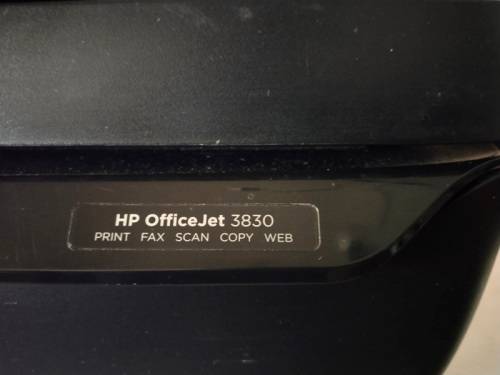 HP OfficeJet 3830
PRINT FAX SCAN COPY WEB